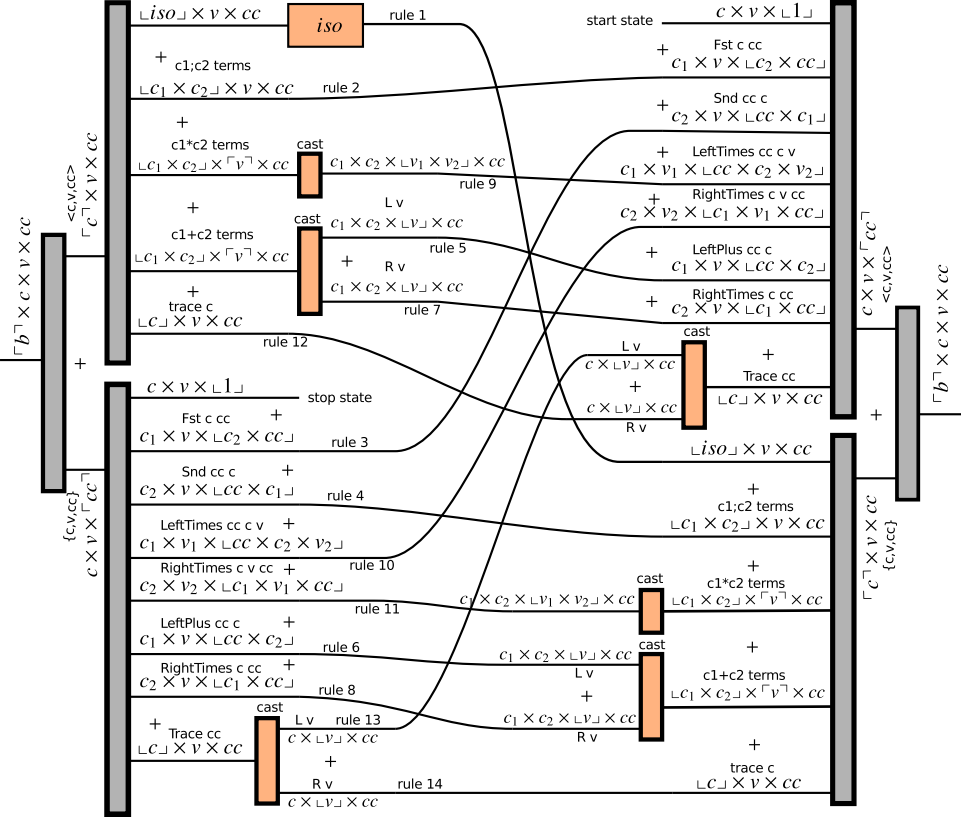 ⌞iso⌟ × v × cc
iso
rule 1
+
c1;c2 terms
⌞c₁ × c₂⌟ × v × cc
rule 2
+
c1*c2 terms
⌞c₁ × c₂⌟ × ⌜v⌝ × cc
cast
c₁ × c₂ × ⌞v₁ × v₂⌟ × cc
rule 9
+
c1+c2 terms
⌞c₁ × c₂⌟ × ⌜v⌝ × cc
cast
L v
c₁ × c₂ × ⌞v⌟ × cc
rule 5
+
R v
c₁ × c₂ × ⌞v⌟ × cc
rule 7
+
trace c
⌞c⌟ × v × cc
rule 12
<c,v,cc>
⌜c⌝ × v × cc
⌜b⌝ × c × v × cc
+
{c,v,cc}
c × v × ⌜cc⌝
c × v × ⌞1⌟
stop state
Fst c cc
+
c₁ × v × ⌞c₂ × cc⌟
rule 3
Snd cc c
+
c₂ × v × ⌞cc × c₁⌟
rule 4
LeftTimes cc c v
+
c₁ × v₁ × ⌞cc × c₂ × v₂⌟
rule 10
RightTimes c v cc
+
c₂ × v₂ × ⌞c₁ × v₁ × cc⌟
rule 11
LeftPlus cc c
+
c₁ × v × ⌞cc × c₂⌟
rule 6
RightTimes c cc
+
c₂ × v × ⌞c₁ × cc⌟
rule 8
+
Trace cc
⌞c⌟ × v × cc
cast
L v
rule 13
c × ⌞v⌟ × cc
+
R v
rule 14
c × ⌞v⌟ × cc
start state
c × v × ⌞1⌟
+
Fst c cc
c₁ × v × ⌞c₂ × cc⌟
+
Snd cc c
c₂ × v × ⌞cc × c₁⌟
+
LeftTimes cc c v
c₁ × v₁ × ⌞cc × c₂ × v₂⌟
+
RightTimes c v cc
c₂ × v₂ × ⌞c₁ × v₁ × cc⌟
+
LeftPlus cc c
c₁ × v × ⌞cc × c₂⌟
+
RightTimes c cc
c₂ × v × ⌞c₁ × cc⌟
cast
L v
c × ⌞v⌟ × cc
+
c × ⌞v⌟ × cc
R v
+
Trace cc
⌞c⌟ × v × cc
c × v × ⌜cc⌝
<c,v,cc>
+
⌜b⌝ × c × v × cc
⌜c⌝ × v × cc
{c,v,cc}
⌞iso⌟ × v × cc
+
c1;c2 terms
⌞c₁ × c₂⌟ × v × cc
+
c1*c2 terms
c₁ × c₂ × ⌞v₁ × v₂⌟ × cc
cast
⌞c₁ × c₂⌟ × ⌜v⌝ × cc
+
c1+c2 terms
c₁ × c₂ × ⌞v⌟ × cc
L v
cast
⌞c₁ × c₂⌟ × ⌜v⌝ × cc
+
c₁ × c₂ × ⌞v⌟ × cc
R v
+
trace c
⌞c⌟ × v × cc